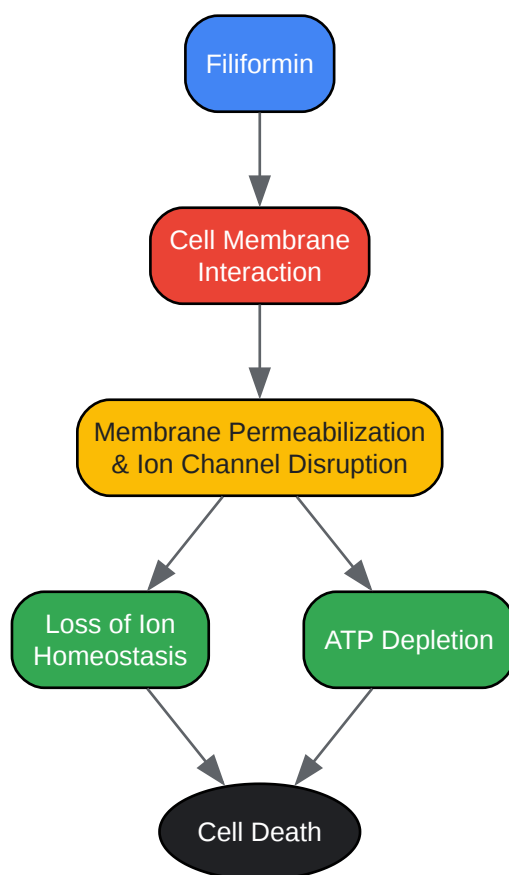 Filiformin
Cell Membrane
Interaction
Membrane Permeabilization
& Ion Channel Disruption
Loss of Ion
Homeostasis
ATP Depletion
Cell Death